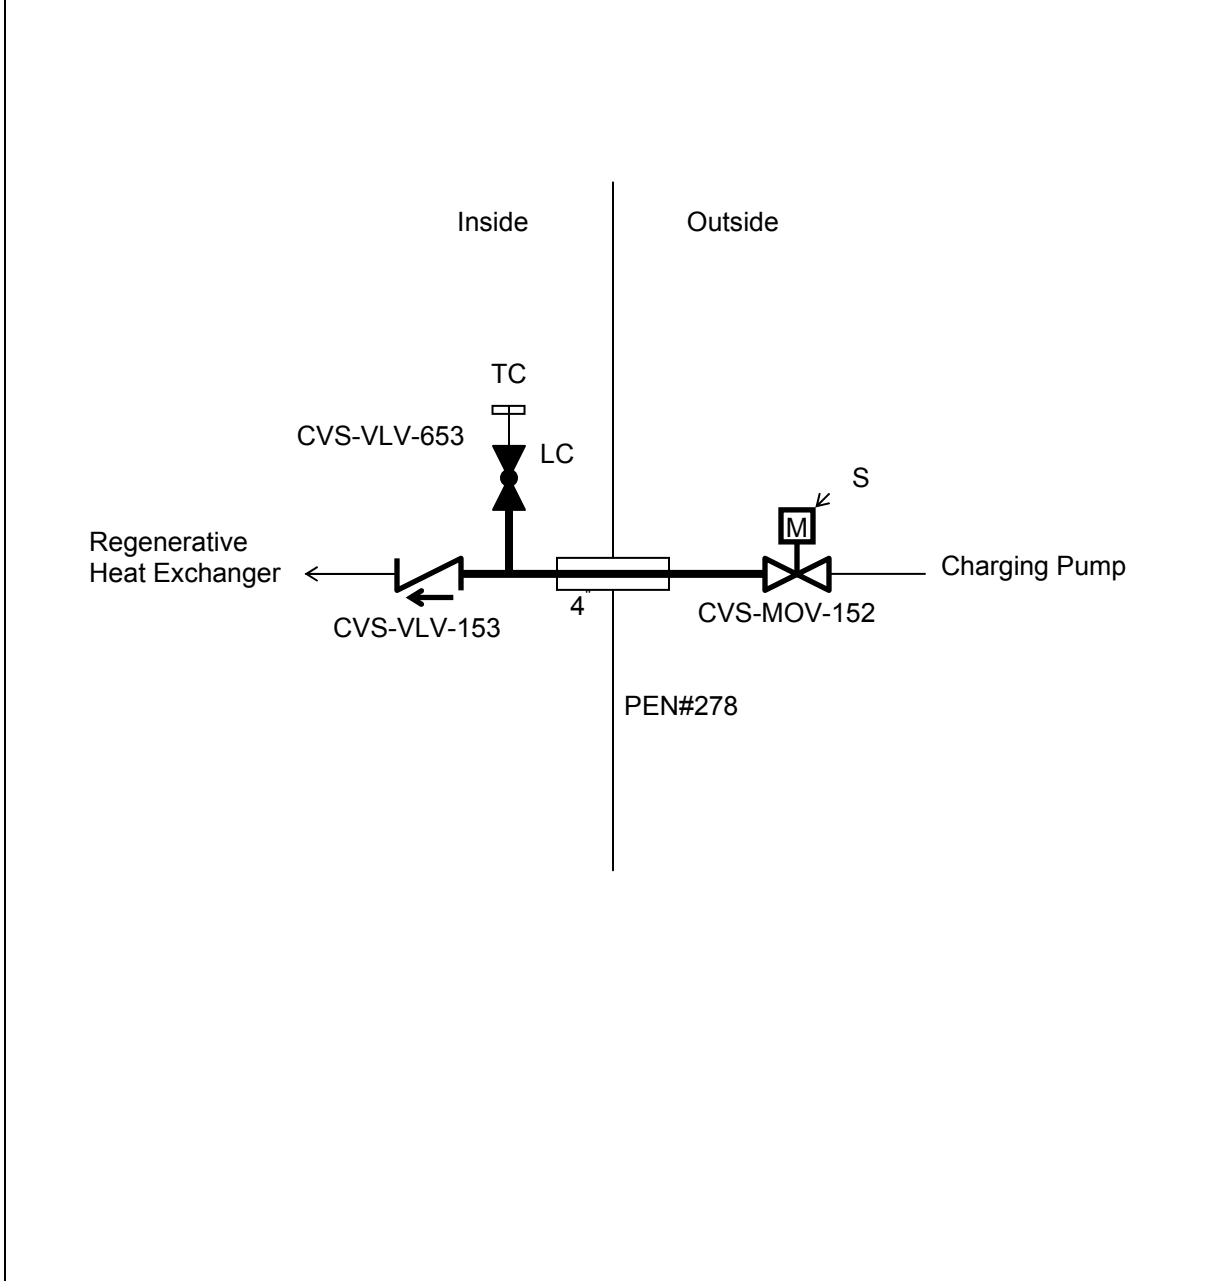 Inside
Outside
TC
CVS-VLV-653
LC
S
M
Regenerative
Heat Exchanger
Charging Pump
4"
CVS-MOV-152
CVS-VLV-153
PEN#278